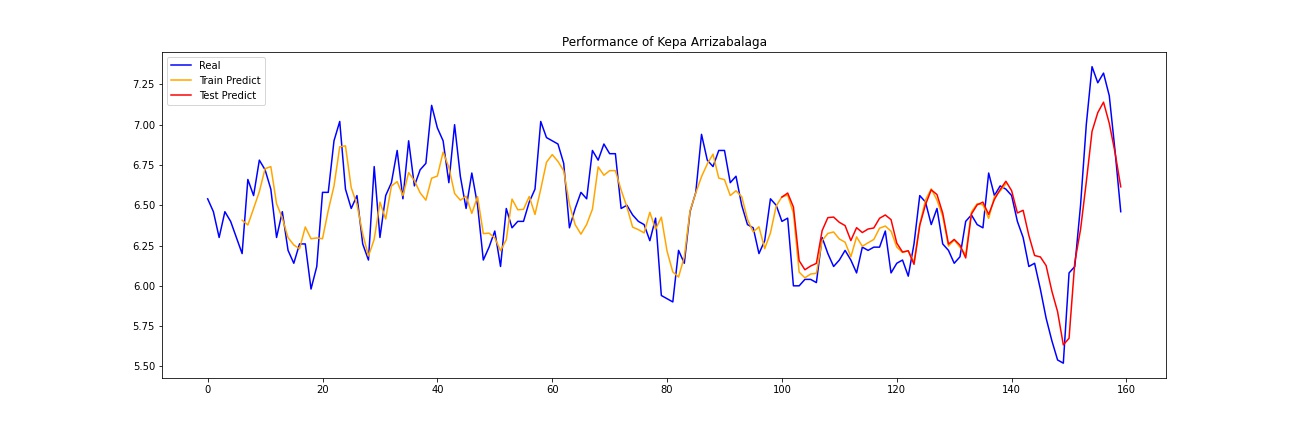 Performance of Kepa Arrizabalaga
Real
Train Predict
Test Predict
7.25
7.00
6.75
6.50
6.25
6.00
5.75
5.50
0 20 40 60 80 100 120 140 160